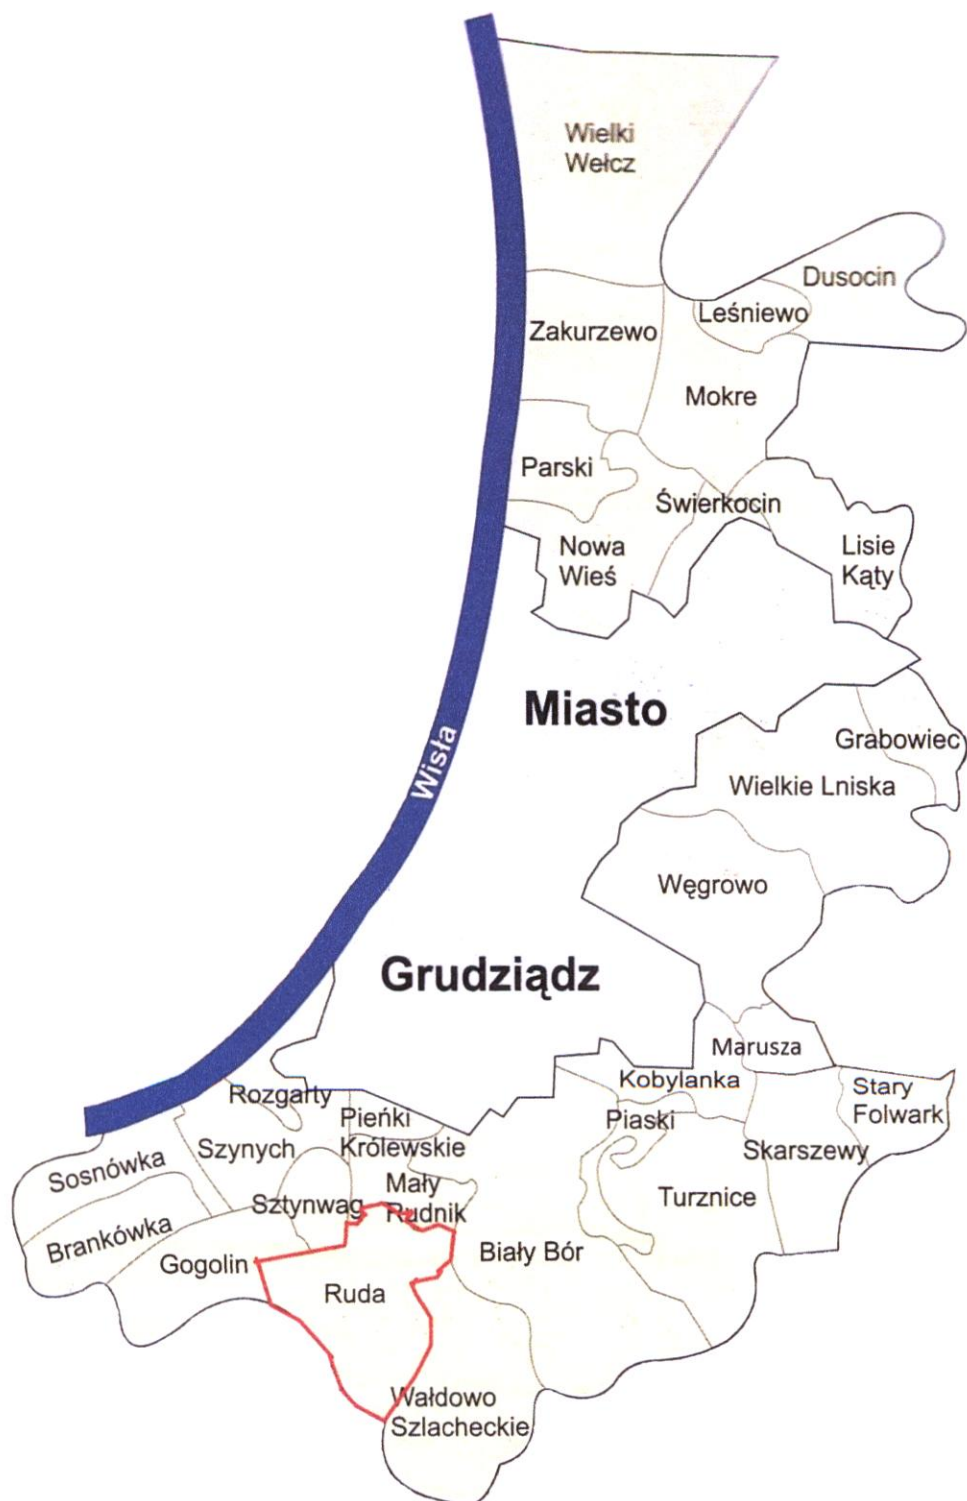 Wielki
Wełcz
Dusocin
Leśniewo
Zakurzewo
Mokre
Parski
Świerkocin
Nowa
Wieś
Lisie
Kąty
Miasto
Grabowiec
Wisła
Wielkie Lniska
Węgrowo
Grudziądz
Marusza
Kobylanka
Stary
Folwark
Rozgarty
Pieńki
Królewskie
Piaski
Szynych
Skarszewy
Sosnówka
Mały
Rudnik
Sztynwag
Turznice
Brankówka
Gogolin
Biały Bór
Ruda
Wałdowo
Szlacheckie